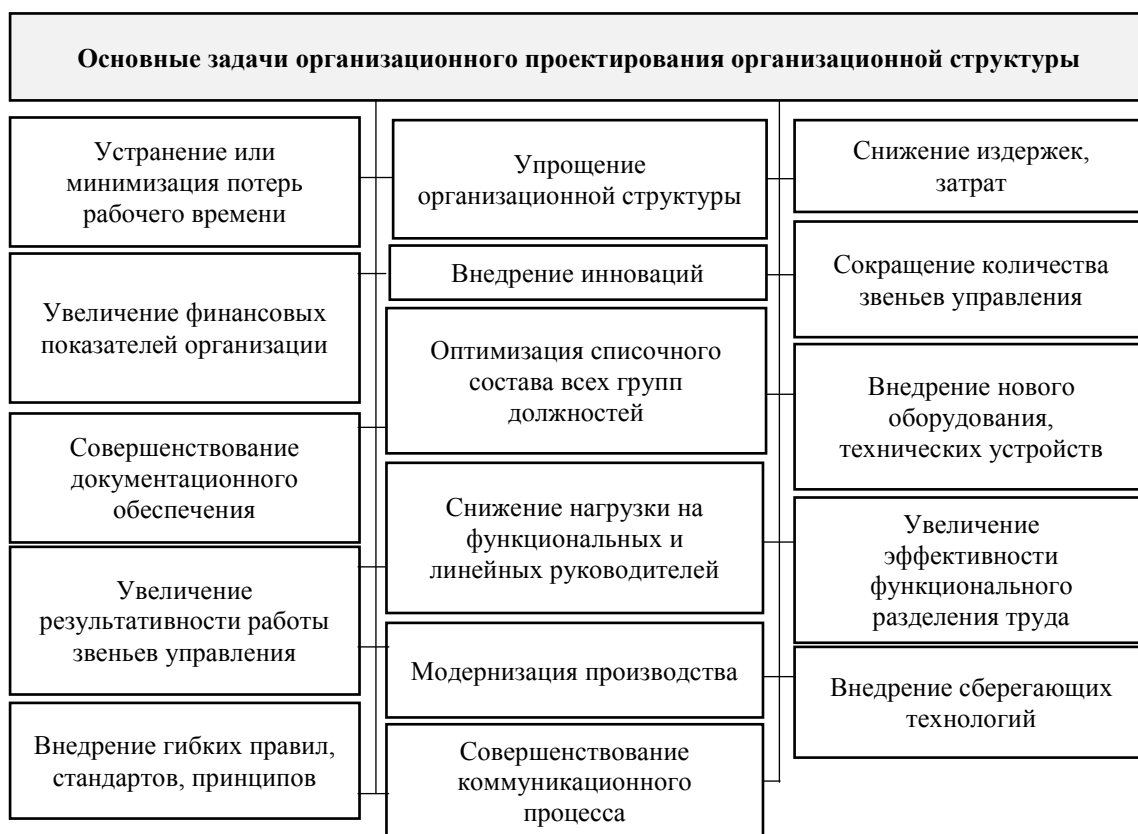 Основные задачи организационного проектирования организационной структуры
Устранение или
минимизация потерь
рабочего времени
Увеличение финансовых
показателей организации
Совершенствование
документационного
обеспечения
Увеличение
результативности работы
звеньев управления
Внедрение гибких правил,
стандартов, принципов
Упрощение
организационной структуры
Внедрение инноваций
Оптимизация списочного
состава всех групп
должностей
Снижение нагрузки на
функциональных и
линейных руководителей
Модернизация производства
Совершенствование
коммуникационного
процесса
Снижение издержек,
затрат
Сокращение количества
звеньев управления
Внедрение нового
оборудования,
технических устройств
Увеличение
эффективности
функционального
разделения труда
Внедрение сберегающих
технологий